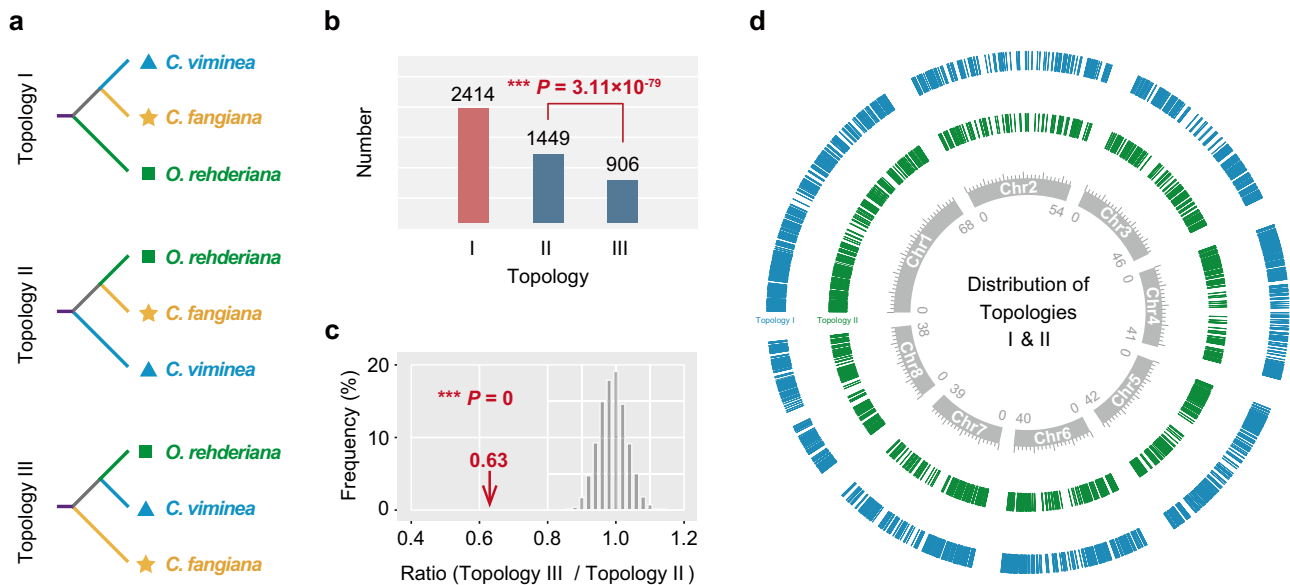 a
Topology I
C. viminea
C. fangiana
O. rehderiana
Topology II
O. rehderiana
C. fangiana
C. viminea
Topology III
O. rehderiana
C. viminea
C. fangiana
b
Number
*** P = 3.11×10⁻⁷⁹
2414
1449
906
I II III
Topology
c
Frequency (%)
20
10
0
*** P = 0
0.63
0.4 0.6 0.8 1.0 1.2
Ratio (Topology III / Topology II )
d
Topology I
Topology II
Chr1
0
68
Chr2
0
54
Chr3
0
46
Chr4
0
41
Chr5
0
42
Chr6
0
40
Chr7
0
39
Chr8
0
38
Distribution of
Topologies
I & II